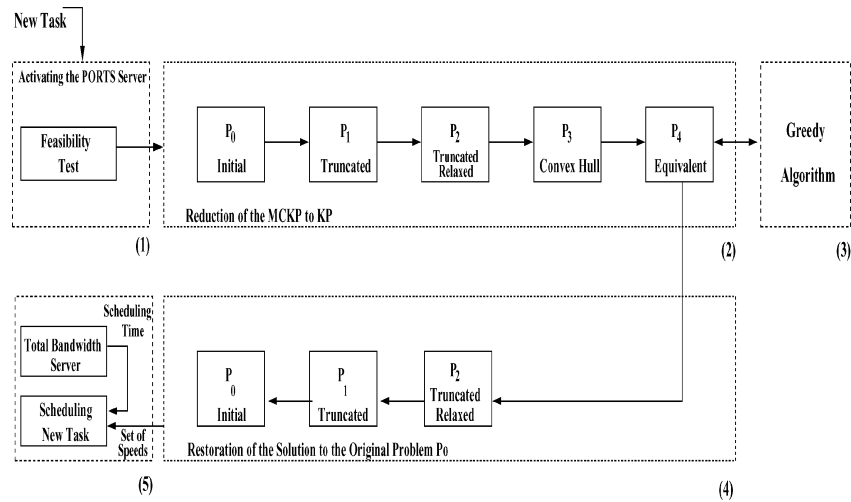 New Task
Activating the PORTS Server
Feasibility
Test
(1)
P0
Initial
P1
Truncated
P2
Truncated
Relaxed
P3
Convex Hull
P4
Equivalent
Reduction of the MCKP to KP
(2)
Greedy
Algorithm
(3)
Scheduling
Time
Total Bandwidth
Server
Scheduling
New Task
Set of
Speeds
(5)
P
0
Initial
P
1
Truncated
P2
Truncated
Relaxed
Restoration of the Solution to the Original Problem Po
(4)